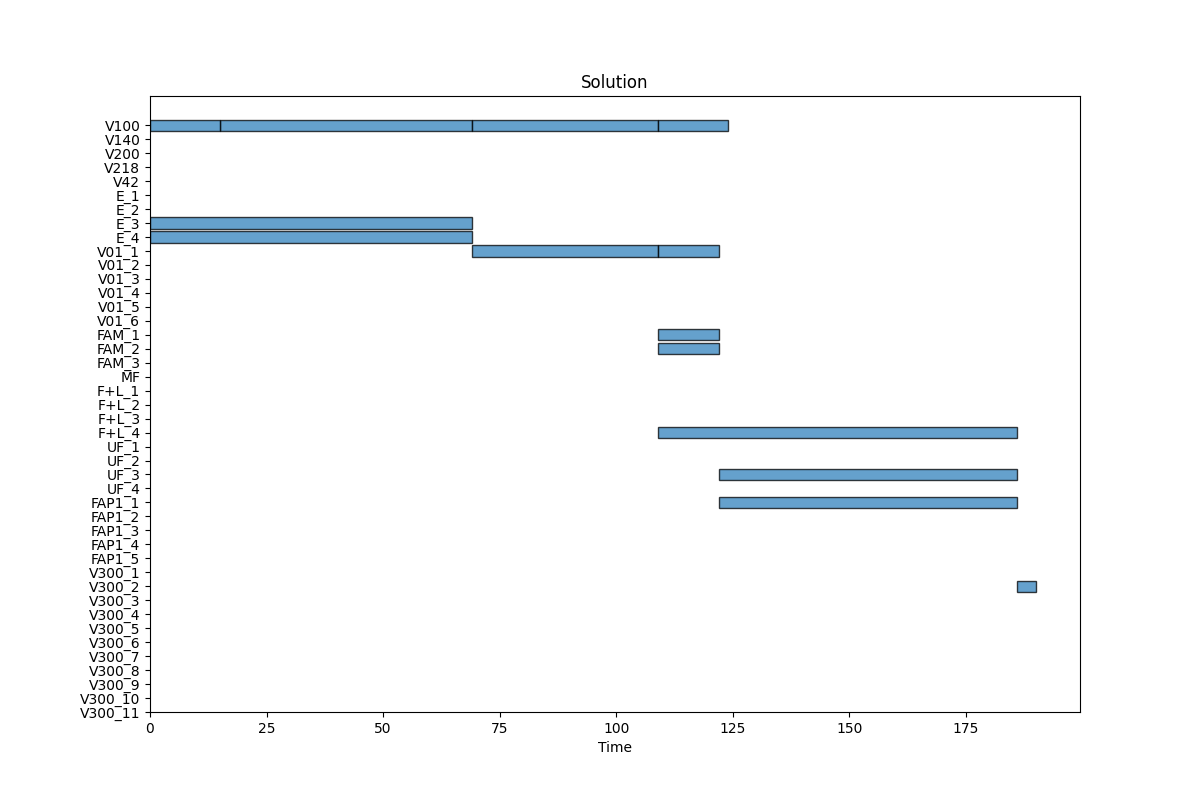 Solution
V100
V140
V200
V218
V42
E_1
E_2
E_3
E_4
V01_1
V01_2
V01_3
V01_4
V01_5
V01_6
FAM_1
FAM_2
FAM_3
MF
F+L_1
F+L_2
F+L_3
F+L_4
UF_1
UF_2
UF_3
UF_4
FAP1_1
FAP1_2
FAP1_3
FAP1_4
FAP1_5
V300_1
V300_2
V300_3
V300_4
V300_5
V300_6
V300_7
V300_8
V300_9
V300_10
V300_11
0 25 50 75 100 125 150 175
Time